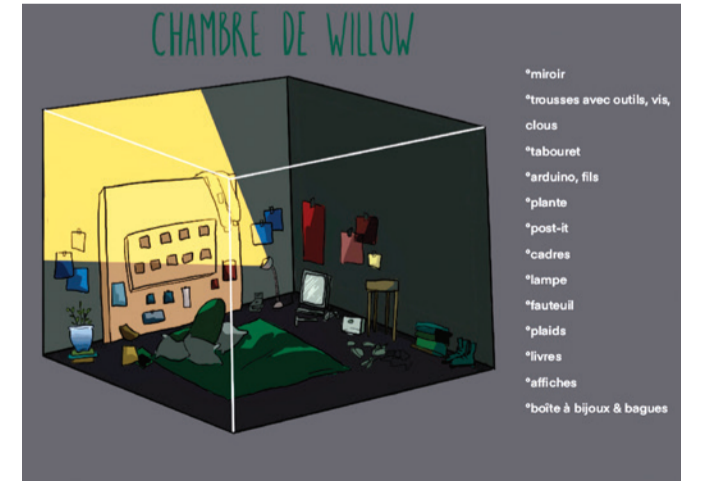 CHAMBRE DE WILLOW
°miroir
°trousses avec outils, vis,
clous
°tabouret
°arduino, fils
°plante
°post-it
°cadres
°lampe
°fauteuil
°plaids
°livres
°affiches
°boîte à bijoux & bagues